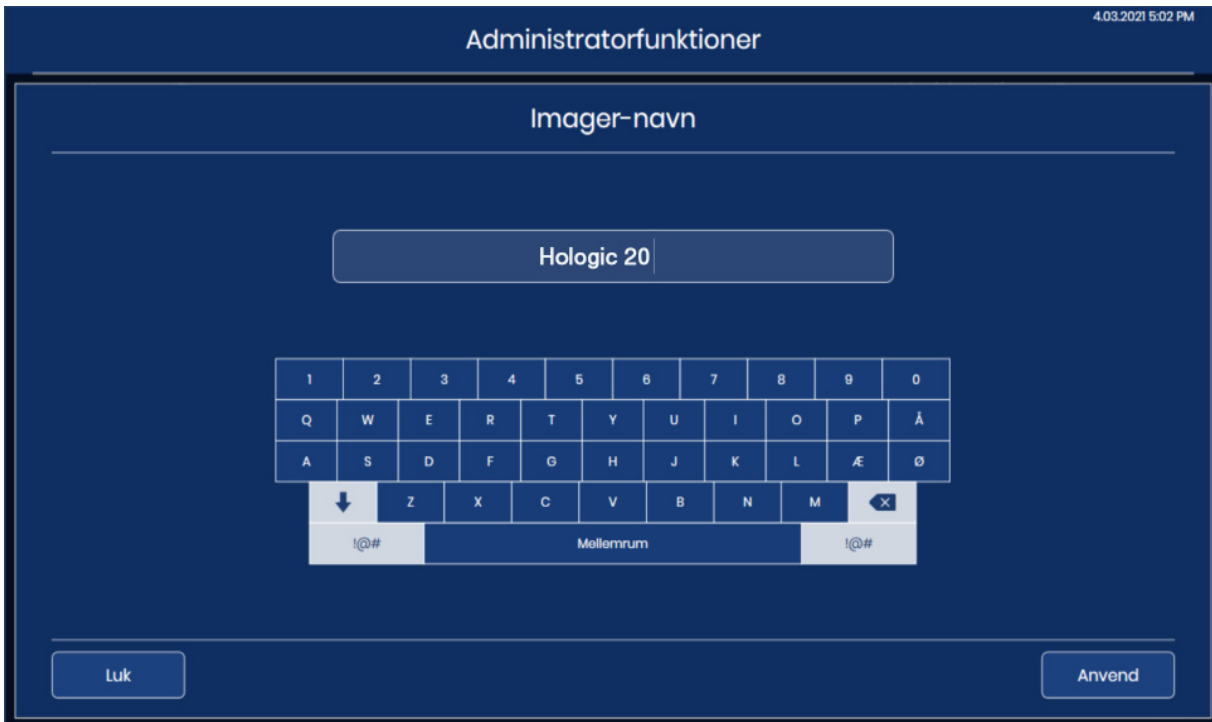 4.03.2021 5:02 PM
Administratorfunktioner
Imager-navn
Hologic 20
1 2 3 4 5 6 7 8 9 0
Q W E R T Y U I O P Å
A S D F G H J K L Æ Ø
Z X C V B N M
!@# Mellemrum !@#
Luk Anvend